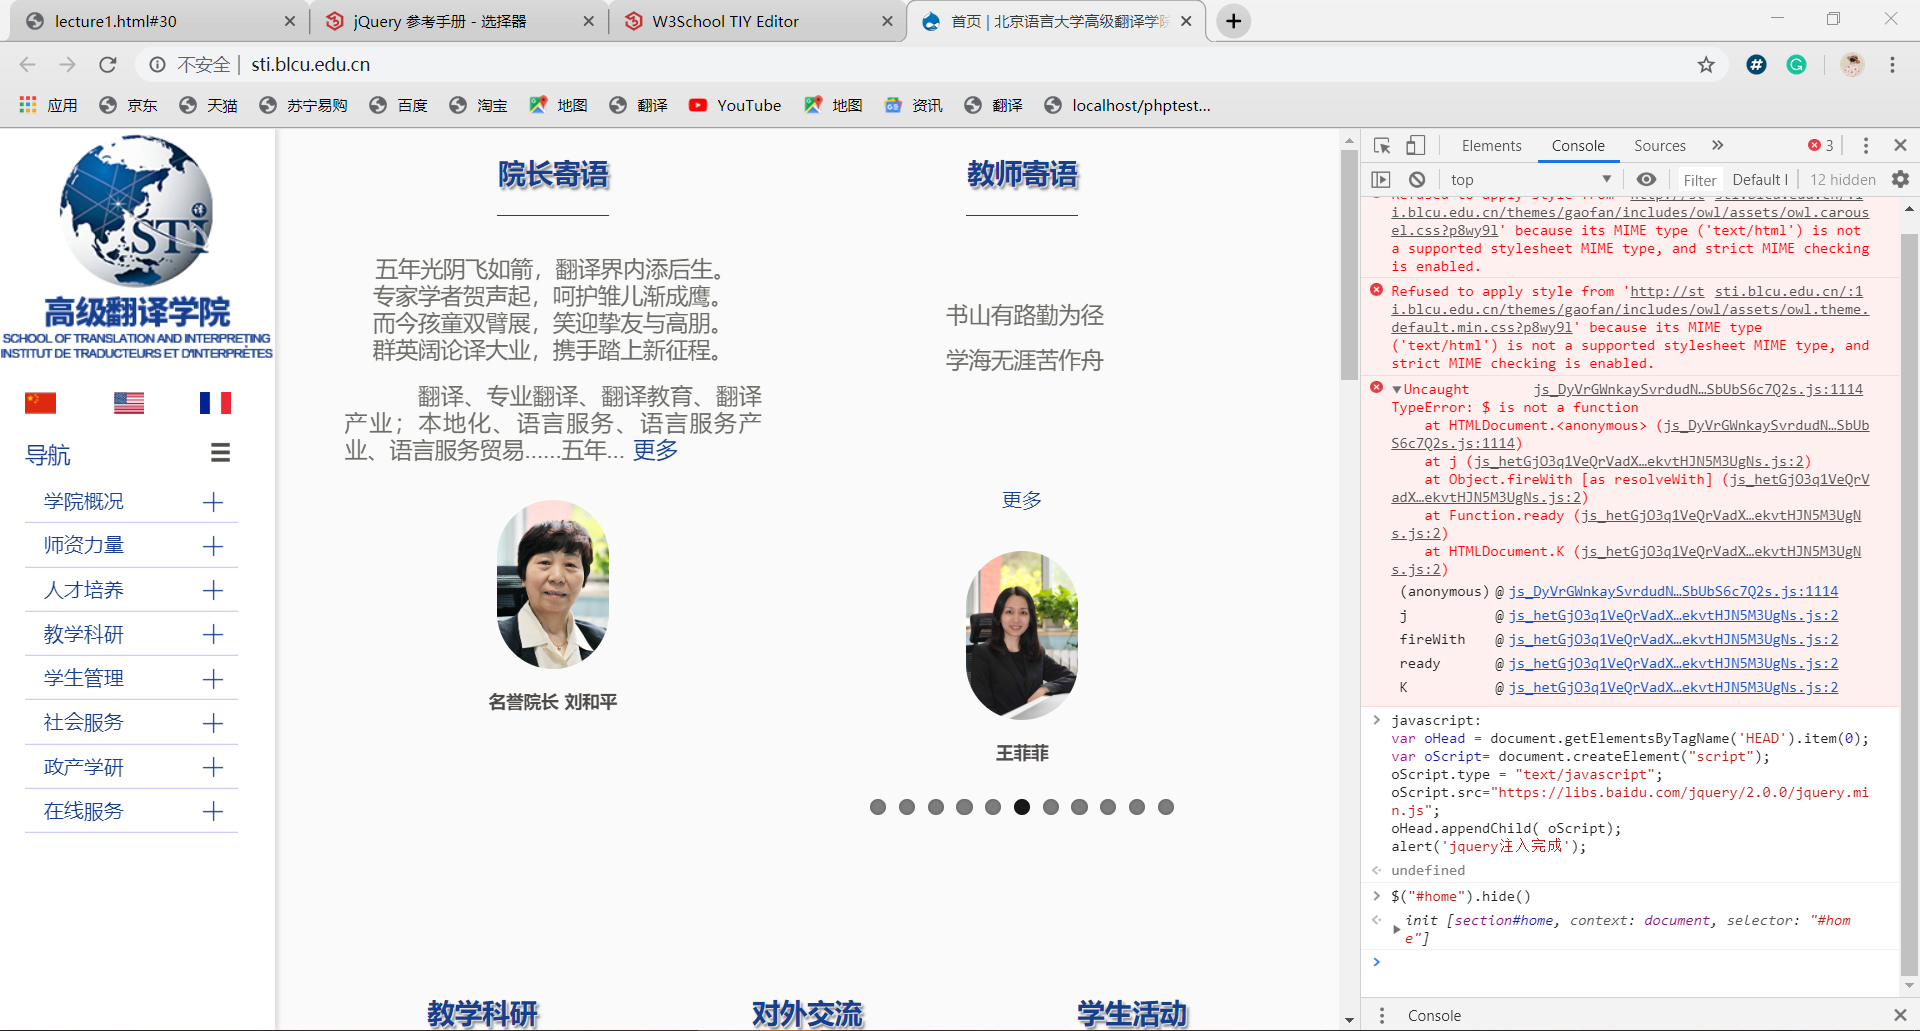 lecture1.html#30
jQuery 参考手册 - 选择器
W3School TIY Editor
首页 | 北京语言大学高级翻译学院
不安全 | sti.blcu.edu.cn
应用 京东 天猫 苏宁易购 百度 淘宝 地图 翻译 YouTube 地图 资讯 翻译 localhost/phptest...
STI
高级翻译学院
SCHOOL OF TRANSLATION AND INTERPRETING
INSTITUT DE TRADUCTEURS ET D'INTERPRÈTES
导航
学院概况
师资力量
人才培养
教学科研
学生管理
社会服务
政产学研
在线服务
院长寄语
五年光阴飞如箭，翻译界内添后生。
专家学者贺声起，呵护雏儿渐成鹰。
而今孩童双臂展，笑迎挚友与高朋。
群英阔论译大业，携手踏上新征程。
翻译、专业翻译、翻译教育、翻译
产业；本地化、语言服务、语言服务产
业、语言服务贸易......五年... 更多
名誉院长 刘和平
教师寄语
书山有路勤为径
学海无涯苦作舟
更多
王菲菲
教学科研
对外交流
学生活动
Elements Console Sources » 3
top Filter Default l 12 hidden
i.blcu.edu.cn/themes/gaofan/includes/owl/assets/owl.carous
el.css?p8wy9l' because its MIME type ('text/html') is not
a supported stylesheet MIME type, and strict MIME checking
is enabled.
Refused to apply style from 'http://st sti.blcu.edu.cn/:1
i.blcu.edu.cn/themes/gaofan/includes/owl/assets/owl.theme.
default.min.css?p8wy9l' because its MIME type
('text/html') is not a supported stylesheet MIME type, and
strict MIME checking is enabled.
Uncaught js_DyVrGWnkaySvrdudN…SbUbS6c7Q2s.js:1114
TypeError: $ is not a function
at HTMLDocument.<anonymous> (js_DyVrGWnkaySvrdudN…SbUb
S6c7Q2s.js:1114)
at j (js_hetGjO3q1VeQrVadX…ekvtHJN5M3UgNs.js:2)
at Object.fireWith [as resolveWith] (js_hetGjO3q1VeQrV
adX…ekvtHJN5M3UgNs.js:2)
at Function.ready (js_hetGjO3q1VeQrVadX…ekvtHJN5M3UgN
s.js:2)
at HTMLDocument.K (js_hetGjO3q1VeQrVadX…ekvtHJN5M3UgN
s.js:2)
(anonymous) @ js_DyVrGWnkaySvrdudN…SbUbS6c7Q2s.js:1114
j @ js_hetGjO3q1VeQrVadX…ekvtHJN5M3UgNs.js:2
fireWith @ js_hetGjO3q1VeQrVadX…ekvtHJN5M3UgNs.js:2
ready @ js_hetGjO3q1VeQrVadX…ekvtHJN5M3UgNs.js:2
K @ js_hetGjO3q1VeQrVadX…ekvtHJN5M3UgNs.js:2
javascript:
var oHead = document.getElementsByTagName('HEAD').item(0);
var oScript= document.createElement("script");
oScript.type = "text/javascript";
oScript.src="https://libs.baidu.com/jquery/2.0.0/jquery.mi
n.js";
oHead.appendChild( oScript);
alert('jquery注入完成');
undefined
$("#home").hide()
init [section#home, context: document, selector: "#hom
e"]
Console